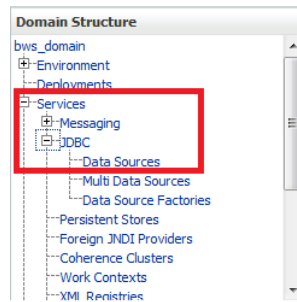 Domain Structure
bws_domain
Environment
Deployments
Services
Messaging
JDBC
Data Sources
Multi Data Sources
Data Source Factories
Persistent Stores
Foreign JNDI Providers
Coherence Clusters
Work Contexts
XML Registries